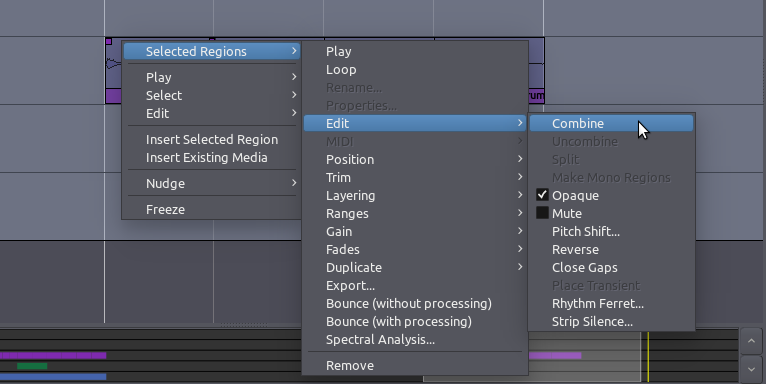 Selected Regions
Play
Select
Edit
Insert Selected Region
Insert Existing Media
Nudge
Freeze
Play
Loop
Rename...
Properties...
Edit
MIDI
Position
Trim
Layering
Ranges
Gain
Fades
Duplicate
Export...
Bounce (without processing)
Bounce (with processing)
Spectral Analysis...
Remove
Combine
Uncombine
Split
Make Mono Regions
Opaque
Mute
Pitch Shift...
Reverse
Close Gaps
Place Transient
Rhythm Ferret...
Strip Silence...